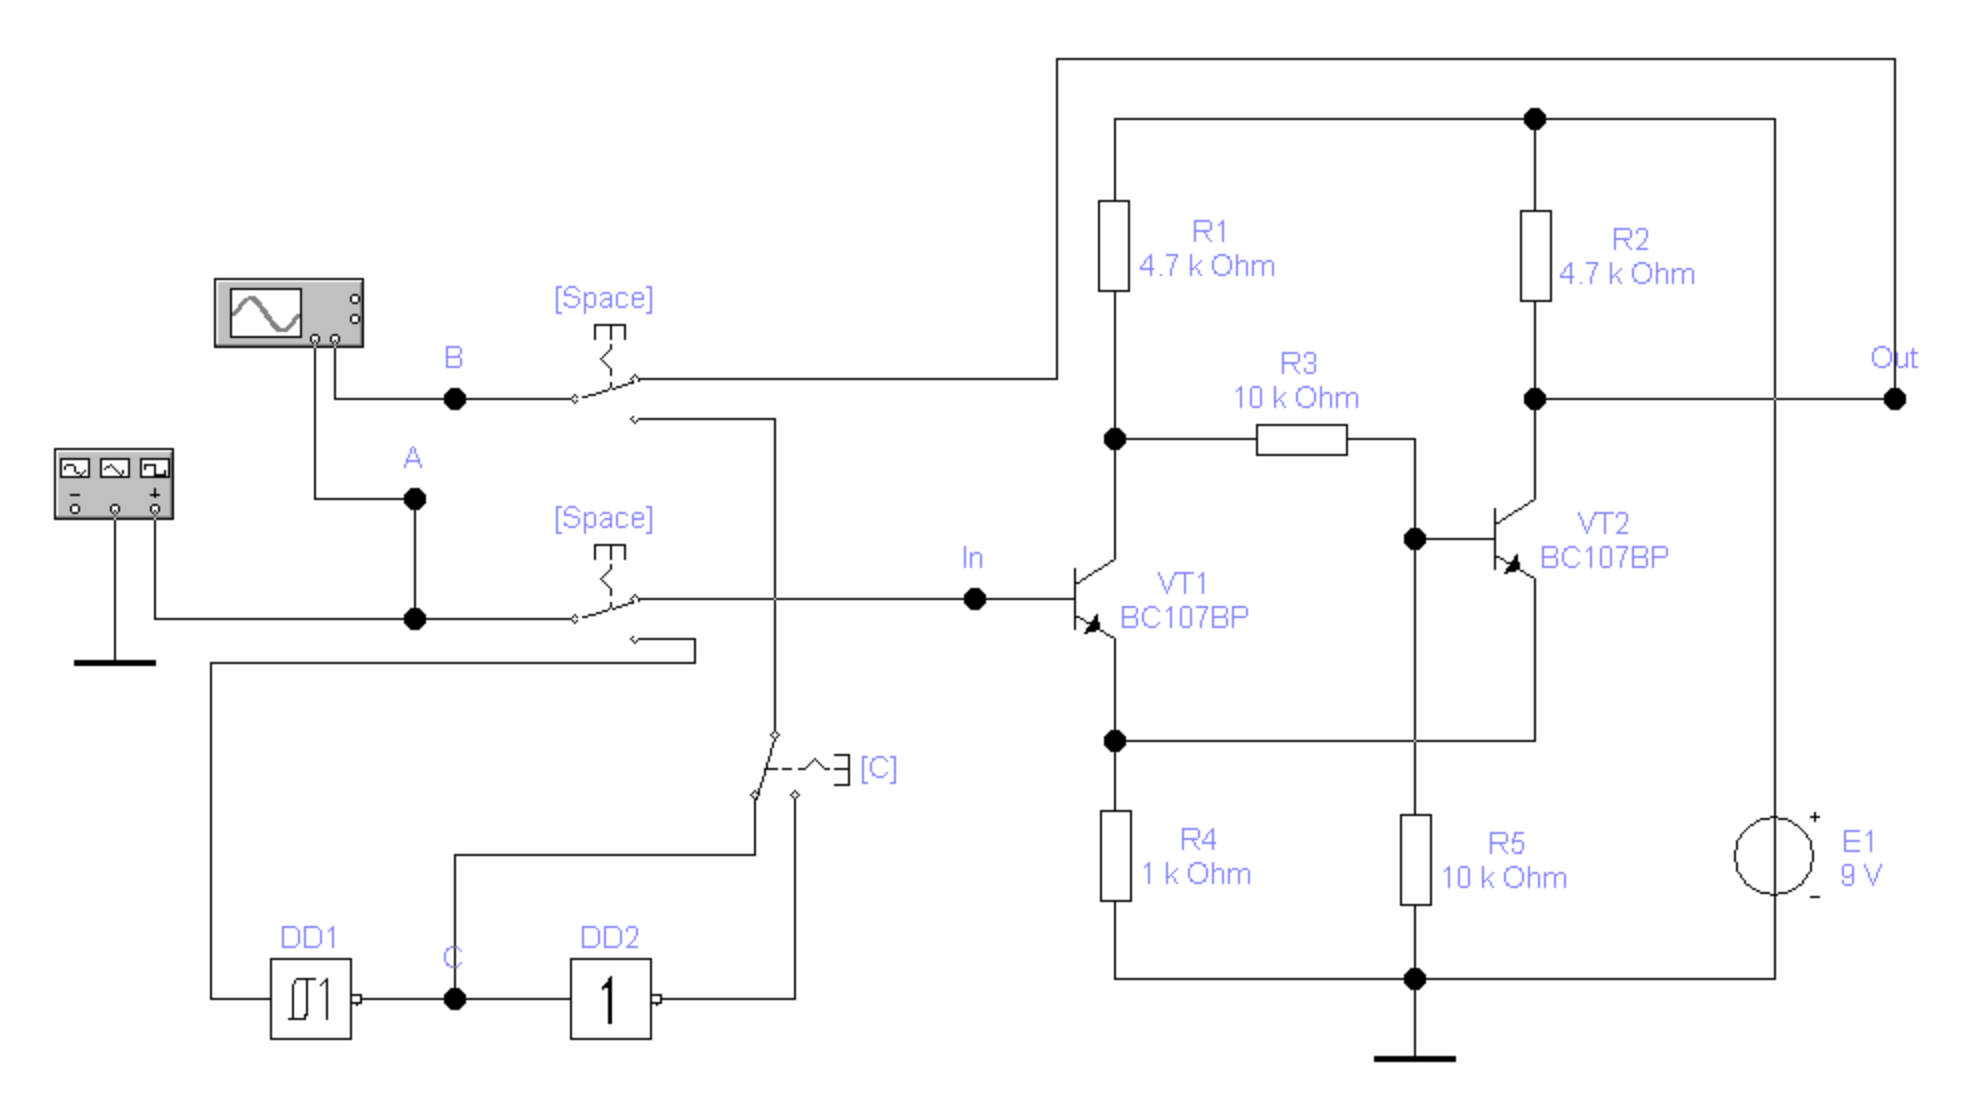 R1
4.7 k Ohm
R2
4.7 k Ohm
[Space]
B
Out
R3
10 k Ohm
A
− +
[Space]
In
VT1
BC107BP
VT2
BC107BP
[C]
R4
1 k Ohm
R5
10 k Ohm
+
E1
9 V
−
DD1
C
DD2
1
1